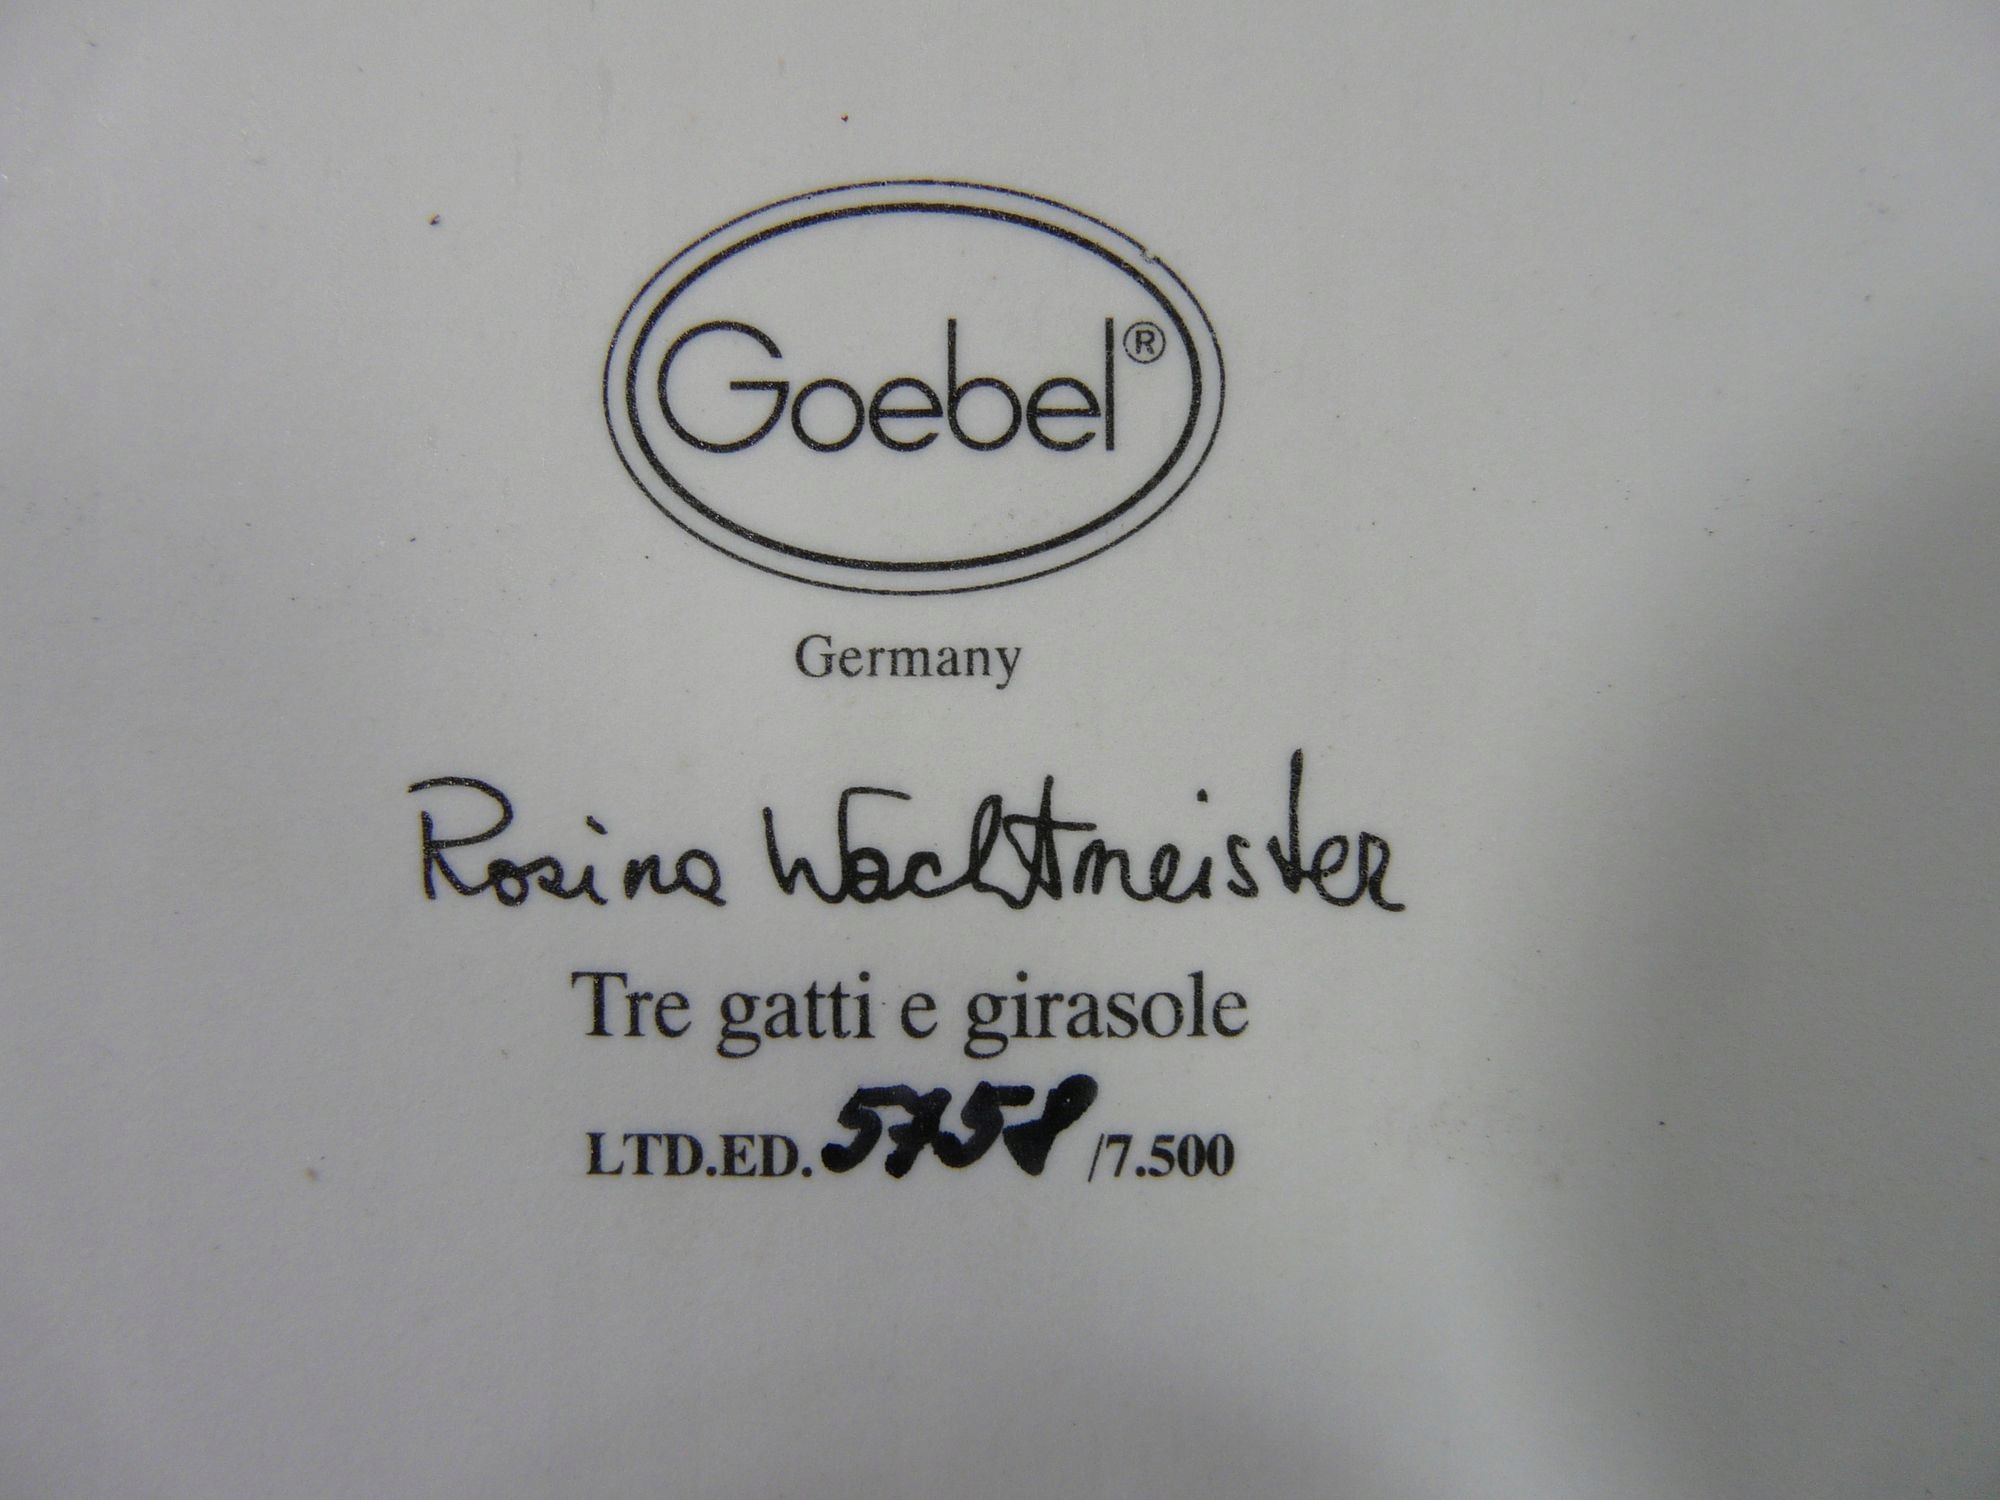 Goebel®
Germany
Rosina Wachtmeister
Tre gatti e girasole
LTD.ED. 5758 /7.500